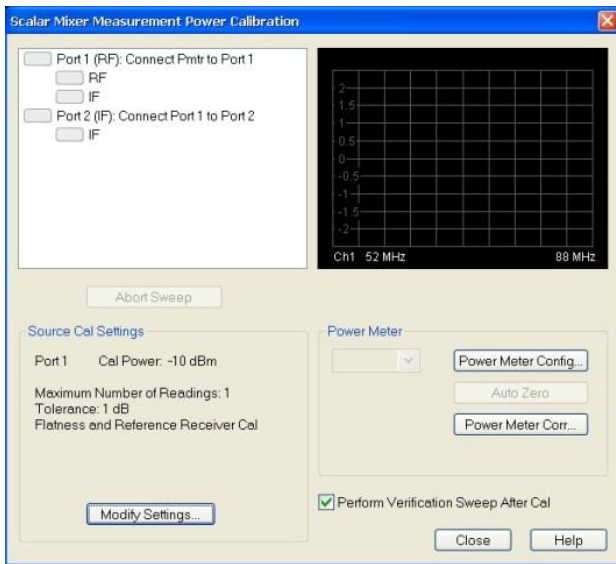 Scalar Mixer Measurement Power Calibration
Port 1 (RF): Connect Pmtr to Port 1
RF
IF
Port 2 (IF): Connect Port 1 to Port 2
IF
2
1.5
1
0.5
0
-0.5
-1
-1.5
-2
Ch1 52 MHz 88 MHz
Abort Sweep
Source Cal Settings
Port 1 Cal Power: -10 dBm
Maximum Number of Readings: 1
Tolerance: 1 dB
Flatness and Reference Receiver Cal
Modify Settings...
Power Meter
Power Meter Config...
Auto Zero
Power Meter Corr...
Perform Verification Sweep After Cal
Close Help